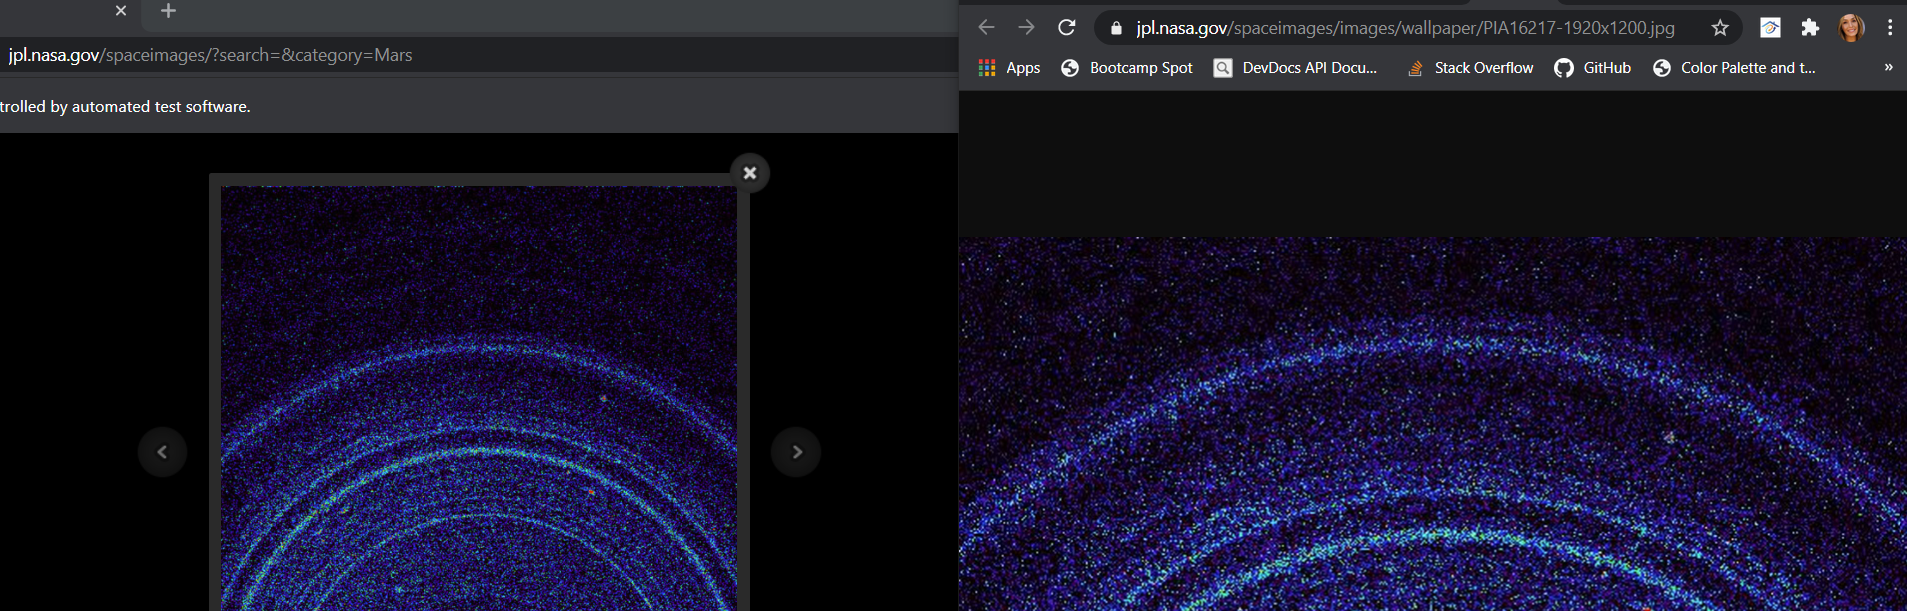 jpl.nasa.gov/spaceimages/?search=&category=Mars
trolled by automated test software.
jpl.nasa.gov/spaceimages/images/wallpaper/PIA16217-1920x1200.jpg
Apps Bootcamp Spot DevDocs API Docu... Stack Overflow GitHub Color Palette and t... »